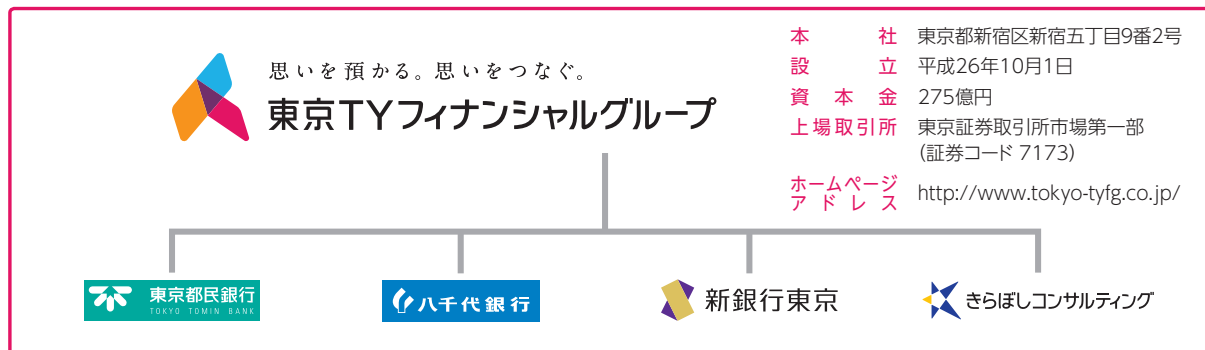 思いを預かる。思いをつなぐ。
東京TYフィナンシャルグループ
本社 東京都新宿区新宿五丁目9番2号
設立 平成26年10月1日
資本金 275億円
上場取引所 東京証券取引所市場第一部
(証券コード 7173)
ホームページ
アドレス
http://www.tokyo-tyfg.co.jp/
東京都民銀行
TOKYO TOMIN BANK
八千代銀行
新銀行東京
きらぼしコンサルティング